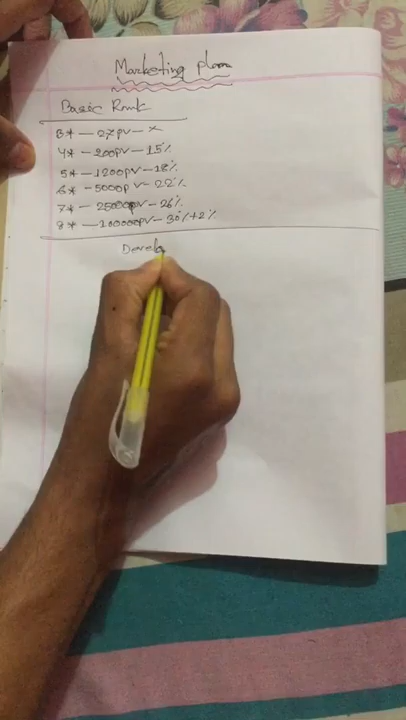 Marketing plan
Basic Rank
3* — 27pv — x
4* — 200pv — 15%
5* — 1200pv — 18%
6* — 5000pv — 22%
7* — 25000pv — 26%
8* — 100000pv — 30%+2%
Develo